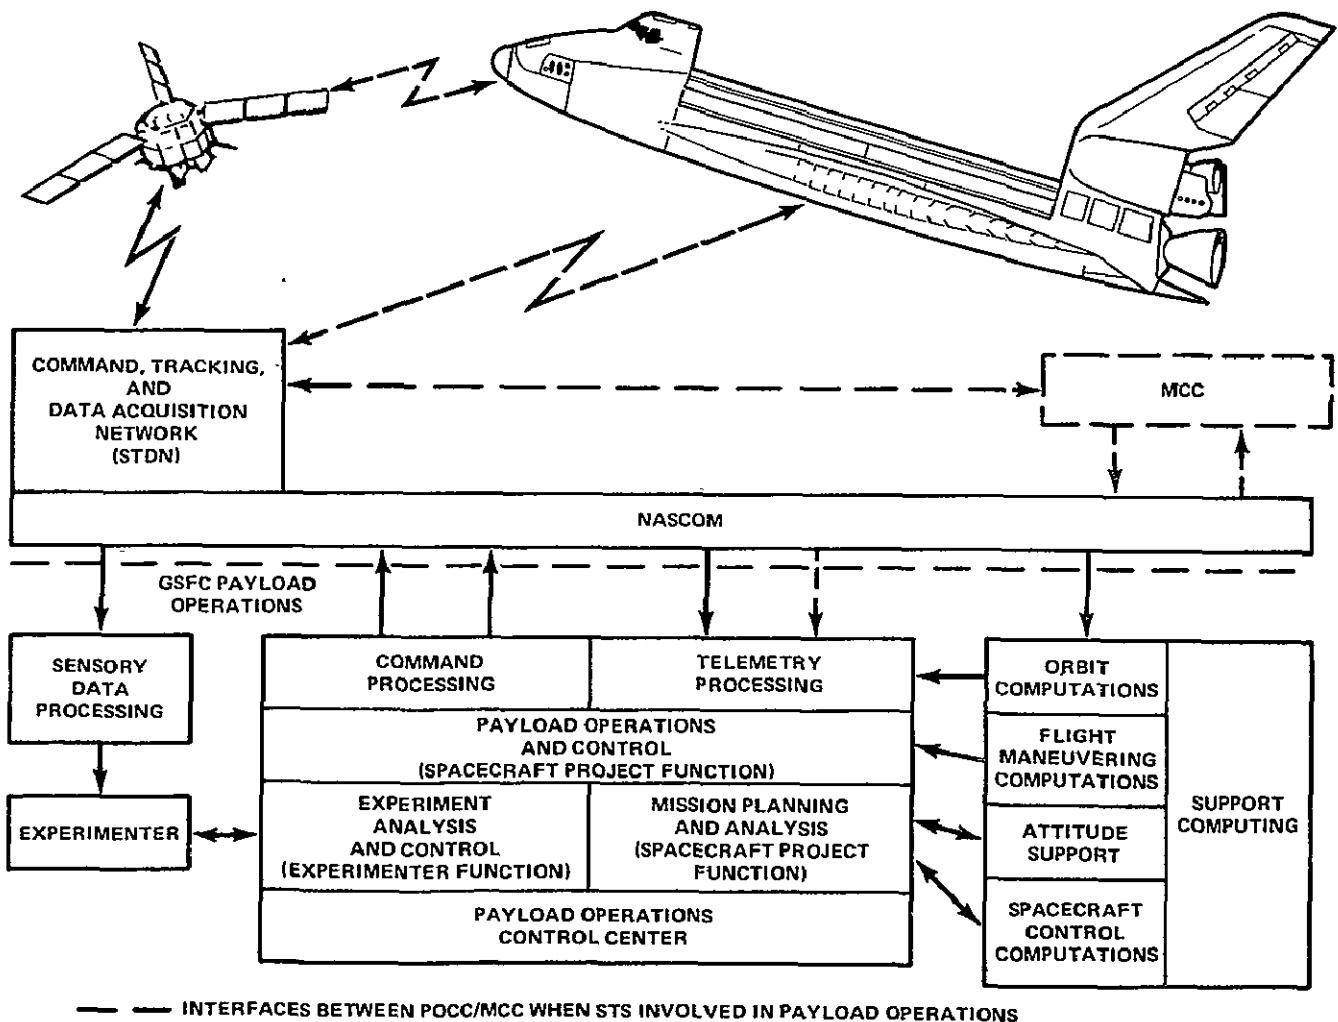 COMMAND, TRACKING,
AND
DATA ACQUISITION
NETWORK
(STDN)
MCC
NASCOM
GSFC PAYLOAD
OPERATIONS
SENSORY
DATA
PROCESSING
EXPERIMENTER
COMMAND
PROCESSING
TELEMETRY
PROCESSING
PAYLOAD OPERATIONS
AND CONTROL
(SPACECRAFT PROJECT FUNCTION)
EXPERIMENT
ANALYSIS
AND CONTROL
(EXPERIMENTER FUNCTION)
MISSION PLANNING
AND ANALYSIS
(SPACECRAFT PROJECT
FUNCTION)
PAYLOAD OPERATIONS
CONTROL CENTER
ORBIT
COMPUTATIONS
FLIGHT
MANEUVERING
COMPUTATIONS
ATTITUDE
SUPPORT
SPACECRAFT
CONTROL
COMPUTATIONS
SUPPORT
COMPUTING
INTERFACES BETWEEN POCC/MCC WHEN STS INVOLVED IN PAYLOAD OPERATIONS